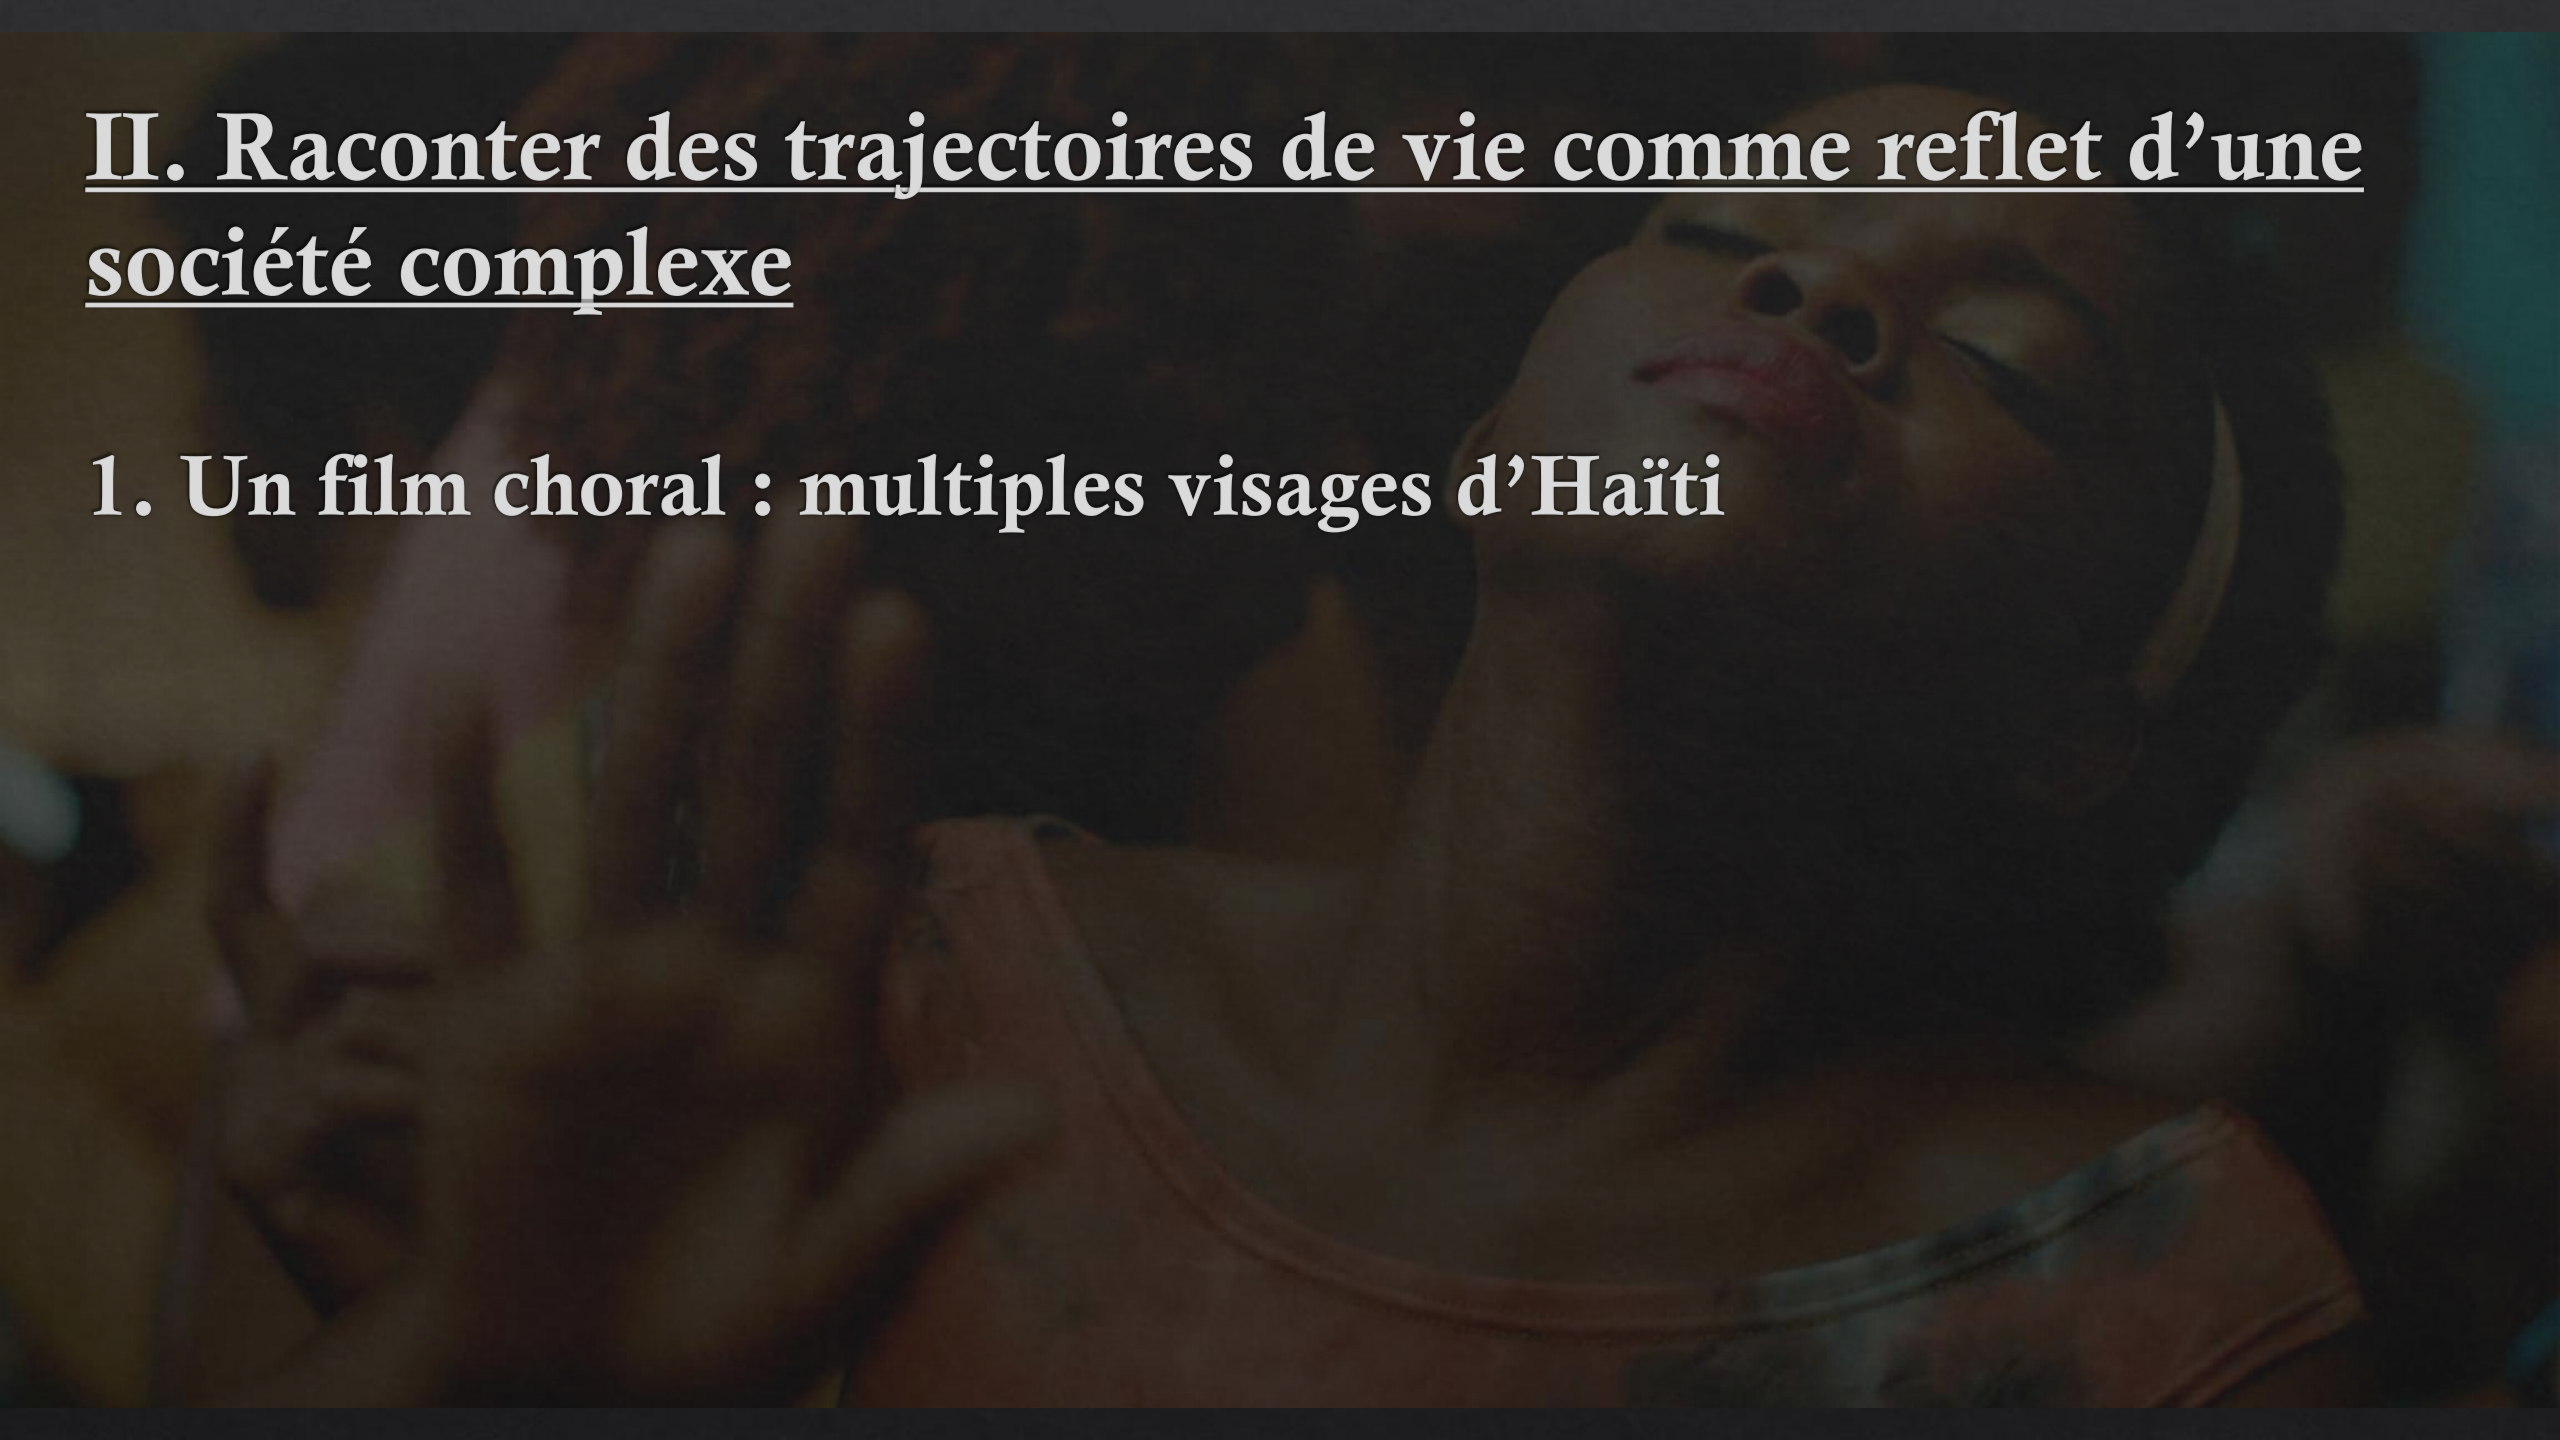 II. Raconter des trajectoires de vie comme reflet d’une
société complexe
1. Un film choral : multiples visages d’Haïti